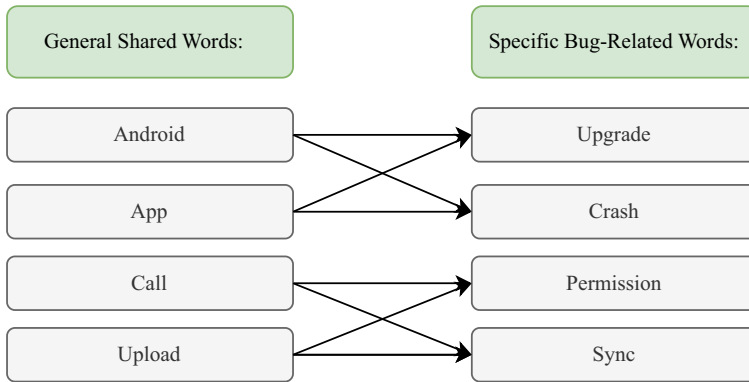 General Shared Words:
Specific Bug-Related Words:
Android
Upgrade
App
Crash
Call
Permission
Upload
Sync